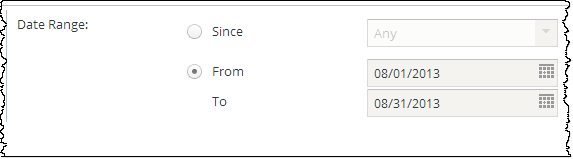 Date Range: Since Any
From 08/01/2013
To 08/31/2013